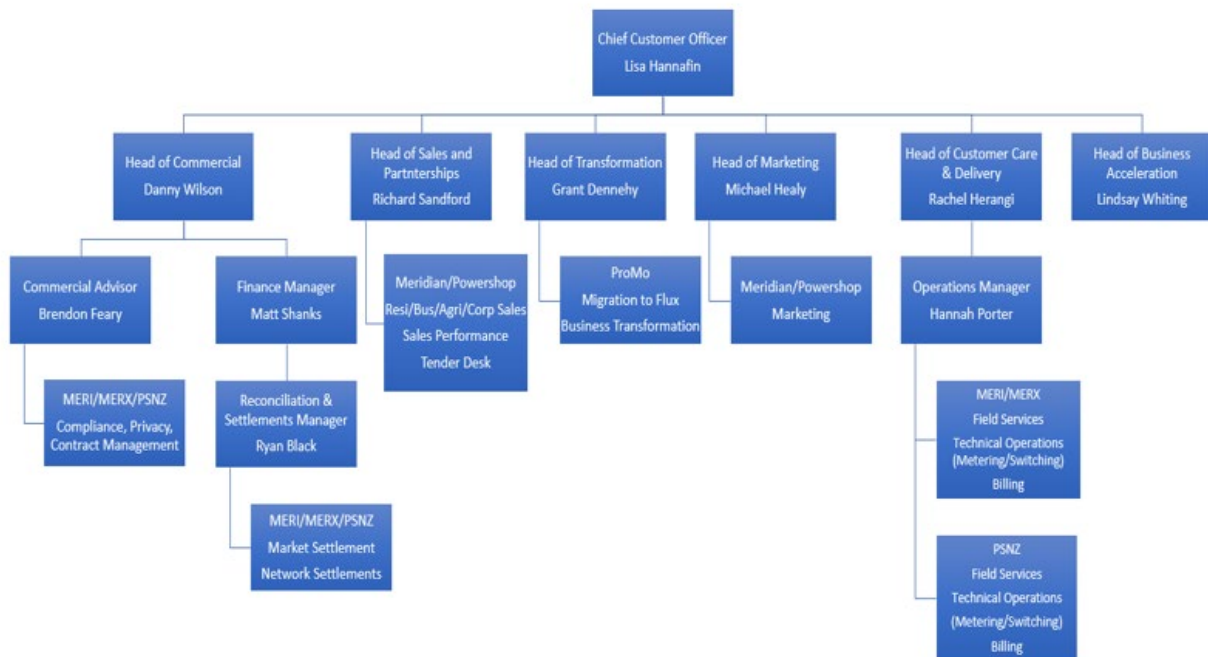 Chief Customer Officer
Lisa Hannafin
Head of Commercial
Danny Wilson
Head of Sales and
Partnterships
Richard Sandford
Head of Transformation
Grant Dennehy
Head of Marketing
Michael Healy
Head of Customer Care
& Delivery
Rachel Herangi
Head of Business
Acceleration
Lindsay Whiting
Commercial Advisor
Brendon Feary
Finance Manager
Matt Shanks
Meridian/Powershop
Resi/Bus/Agri/Corp Sales
Sales Performance
Tender Desk
ProMo
Migration to Flux
Business Transformation
Meridian/Powershop
Marketing
Operations Manager
Hannah Porter
MERI/MERX/PSNZ
Compliance, Privacy,
Contract Management
Reconciliation &
Settlements Manager
Ryan Black
MERI/MERX
Field Services
Technical Operations
(Metering/Switching)
Billing
MERI/MERX/PSNZ
Market Settlement
Network Settlements
PSNZ
Field Services
Technical Operations
(Metering/Switching)
Billing